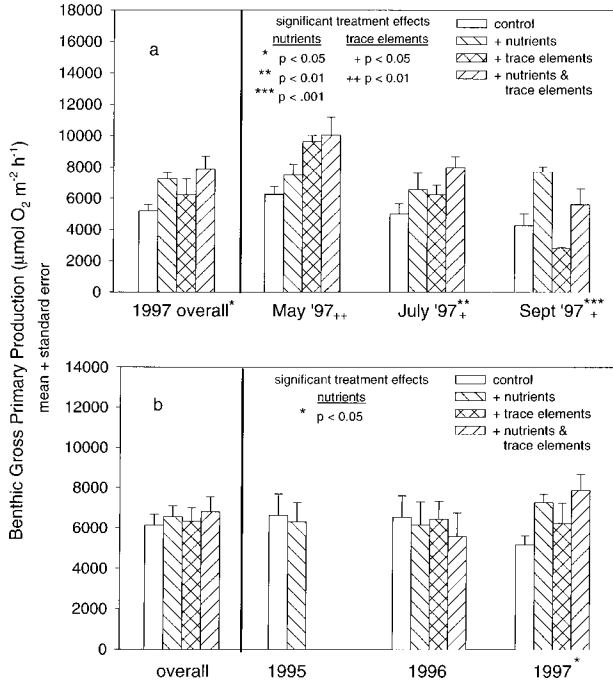 Benthic Gross Primary Production (µmol O2 m-2 h-1)
mean + standard error
18000
16000
14000
12000
10000
8000
6000
4000
2000
0
a
significant treatment effects
nutrients trace elements
* p < 0.05 + p < 0.05
** p < 0.01 ++ p < 0.01
*** p < .001
control
+ nutrients
+ trace elements
+ nutrients &
trace elements
1997 overall* May '97++ July '97**+ Sept '97***+
14000
12000
10000
8000
6000
4000
2000
0
b
significant treatment effects
nutrients
* p < 0.05
control
+ nutrients
+ trace elements
+ nutrients &
trace elements
overall 1995 1996 1997*